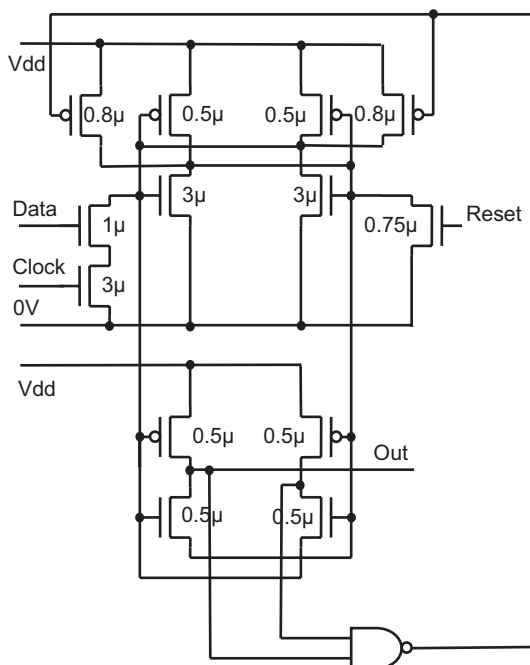 Vdd
0.8µ
0.5µ
0.5µ
0.8µ
Data
1µ
3µ
3µ
0.75µ
Reset
Clock
3µ
0V
Vdd
0.5µ
0.5µ
Out
0.5µ
0.5µ